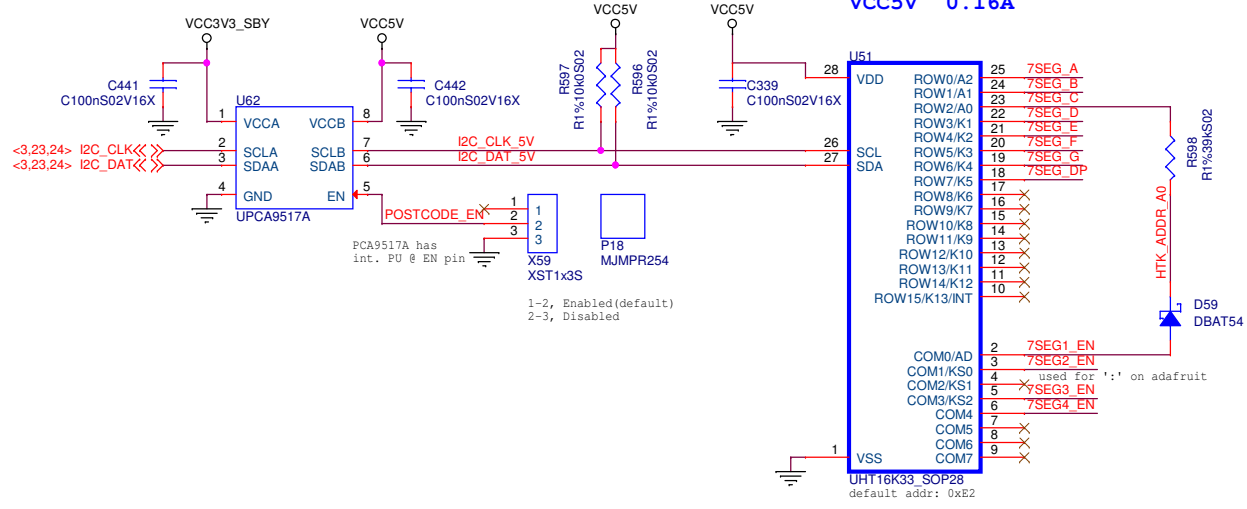 VCC5V 0.16A
VCC3V3_SBY
VCC5V
VCC5V
VCC5V
C441
C100nS02V16X
C442
C100nS02V16X
R597
R1%10k0S02
R596
R1%10k0S02
C339
C100nS02V16X
U62
1
VCCA
VCCB
8
<3,23,24> I2C_CLK
2
SCLA
SCLB
7
I2C_CLK_5V
<3,23,24> I2C_DAT
3
SDAA
SDAB
6
I2C_DAT_5V
4
GND
EN
5
UPCA9517A
POSTCODE_EN
PCA9517A has
int. PU @ EN pin
1
2
3
1
2
3
X59
XST1x3S
1-2, Enabled(default)
2-3, Disabled
P18
MJMPR254
U51
28
VDD
26
SCL
27
SDA
1
VSS
ROW0/A2
25
7SEG_A
ROW1/A1
24
7SEG_B
ROW2/A0
23
7SEG_C
ROW3/K1
22
7SEG_D
ROW4/K2
21
7SEG_E
ROW5/K3
20
7SEG_F
ROW6/K4
19
7SEG_G
ROW7/K5
18
7SEG_DP
ROW8/K6
17
ROW9/K7
16
ROW10/K8
15
ROW11/K9
14
ROW12/K10
13
ROW13/K11
12
ROW14/K12
11
ROW15/K13/INT
10
COM0/AD
2
7SEG1_EN
COM1/KS0
3
7SEG2_EN
COM2/KS1
4
used for ':' on adafruit
COM3/KS2
5
7SEG3_EN
COM4
6
7SEG4_EN
COM5
7
COM6
8
COM7
9
UHT16K33_SOP28
default addr: 0xE2
R598
R1%39kS02
HTK_ADDR_A0
D59
DBAT54